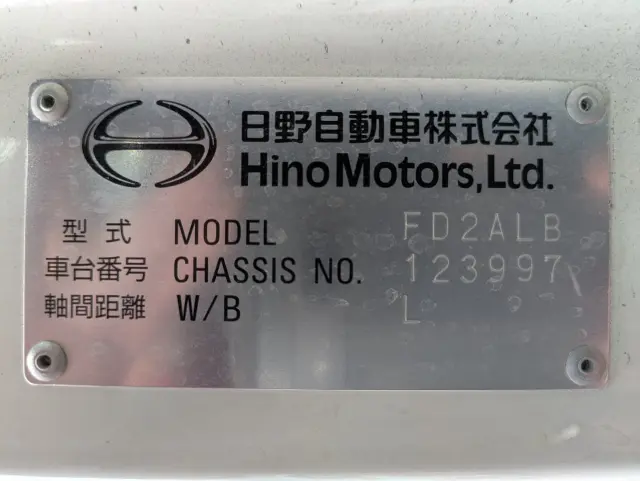 日野自動車株式会社
Hino Motors, Ltd.
型式 MODEL FD2ALB
車台番号 CHASSIS NO. 123997
軸間距離 W/B L